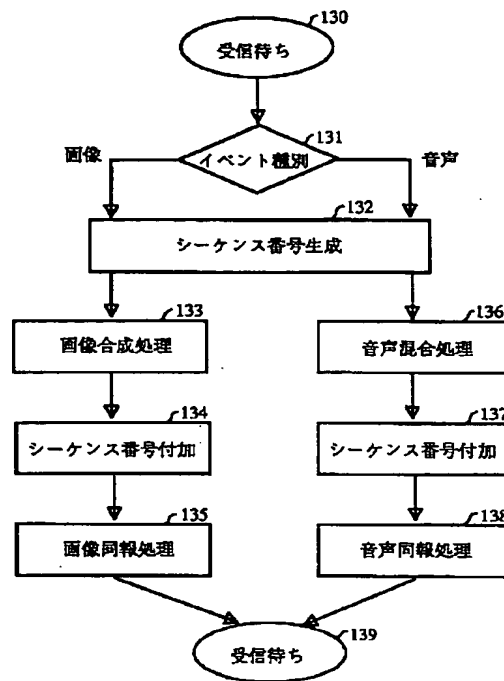 130
受信待ち
131
画像
イベント種別
音声
132
シーケンス番号生成
133
画像合成処理
136
音声混合処理
134
シーケンス番号付加
137
シーケンス番号付加
135
画像同報処理
138
音声同報処理
139
受信待ち